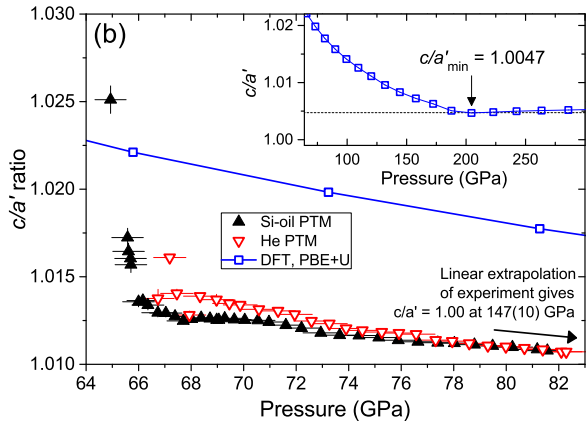 (b)
1.025
1.020
1.015
1.010
c/a' ratio
64
66
68
70
72
74
76
78
80
82
Pressure (GPa)
Si-oil PTM
He PTM
DFT, PBE+U
Linear extrapolation
of experiment gives
c/a' = 1.00 at 147(10) GPa
1.02
1.01
1.00
c/a'
c/a'min = 1.0047
100
150
200
250
Pressure (GPa)